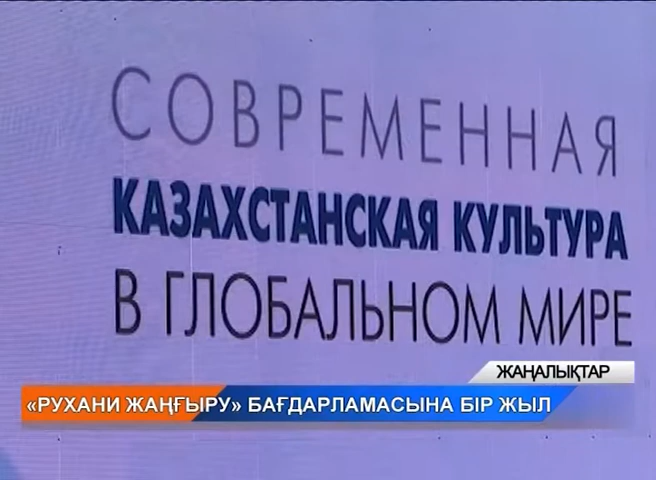 СОВРЕМЕННАЯ
КАЗАХСТАНСКАЯ КУЛЬТУРА
В ГЛОБАЛЬНОМ МИРЕ
ЖАҢАЛЫҚТАР
«РУХАНИ ЖАҢҒЫРУ» БАҒДАРЛАМАСЫНА БІР ЖЫЛ